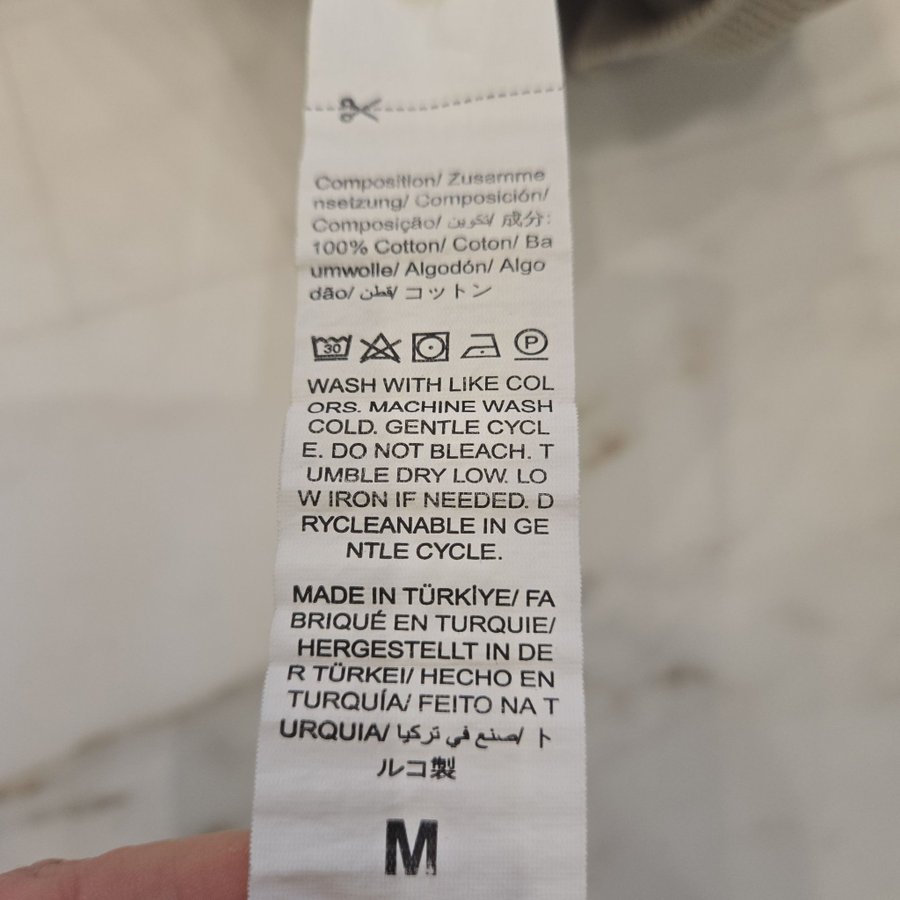 Composition/ Zusamme
nsetzung/ Composición/
Composição/ تكوين/ 成分:
100% Cotton/ Coton/ Ba
umwolle/ Algodón/ Algo
dão/ قطن/ コットン
30 P
WASH WITH LIKE COL
ORS. MACHINE WASH
COLD. GENTLE CYCL
E. DO NOT BLEACH. T
UMBLE DRY LOW. LO
W IRON IF NEEDED. D
RYCLEANABLE IN GE
NTLE CYCLE.
MADE IN TÜRKİYE/ FA
BRIQUÉ EN TURQUIE/
HERGESTELLT IN DE
R TÜRKEI/ HECHO EN
TURQUÍA/ FEITO NA T
URQUIA/ صنع في تركيا/ ト
ルコ製
M